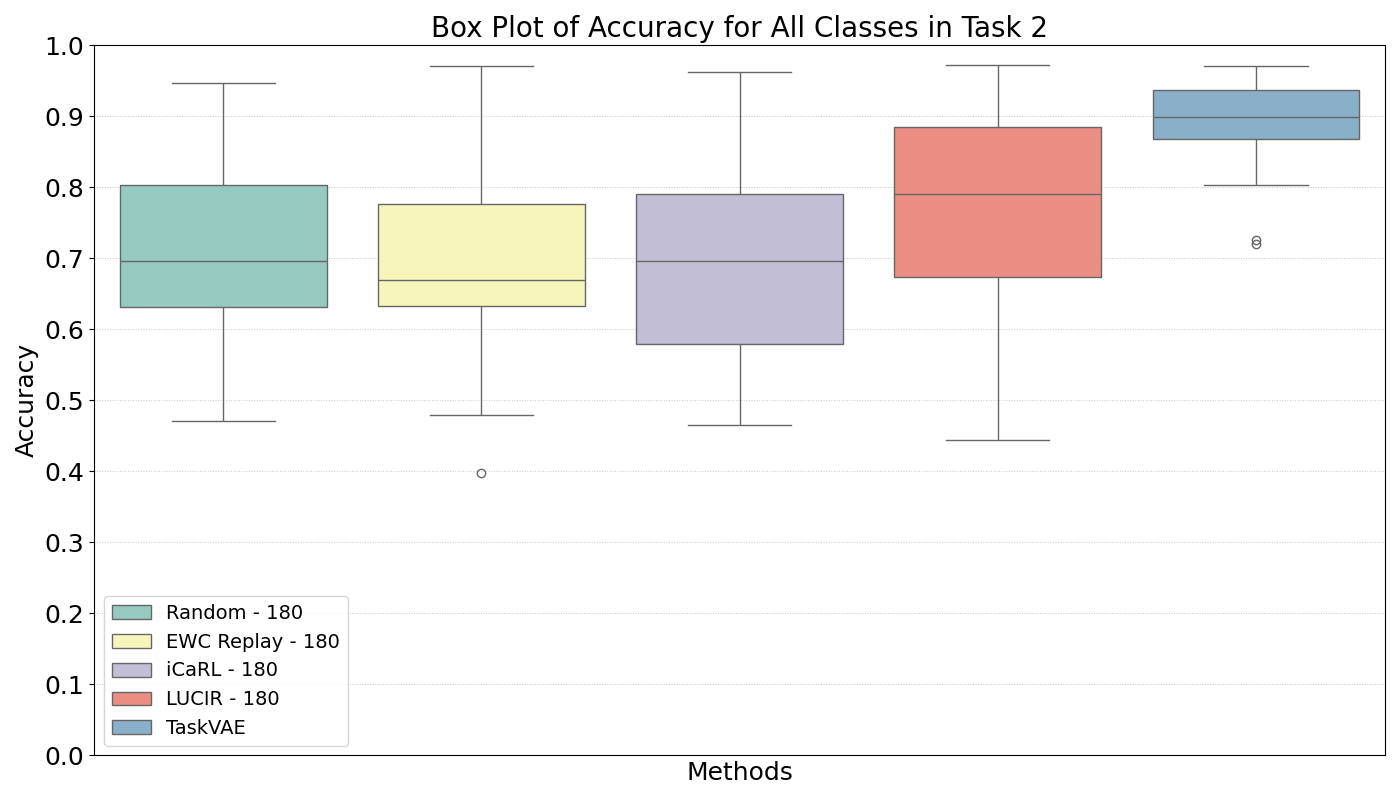 Box Plot of Accuracy for All Classes in Task 2
1.0
0.9
0.8
0.7
0.6
0.5
0.4
0.3
0.2
0.1
0.0
Accuracy
Random - 180
EWC Replay - 180
iCaRL - 180
LUCIR - 180
TaskVAE
Methods